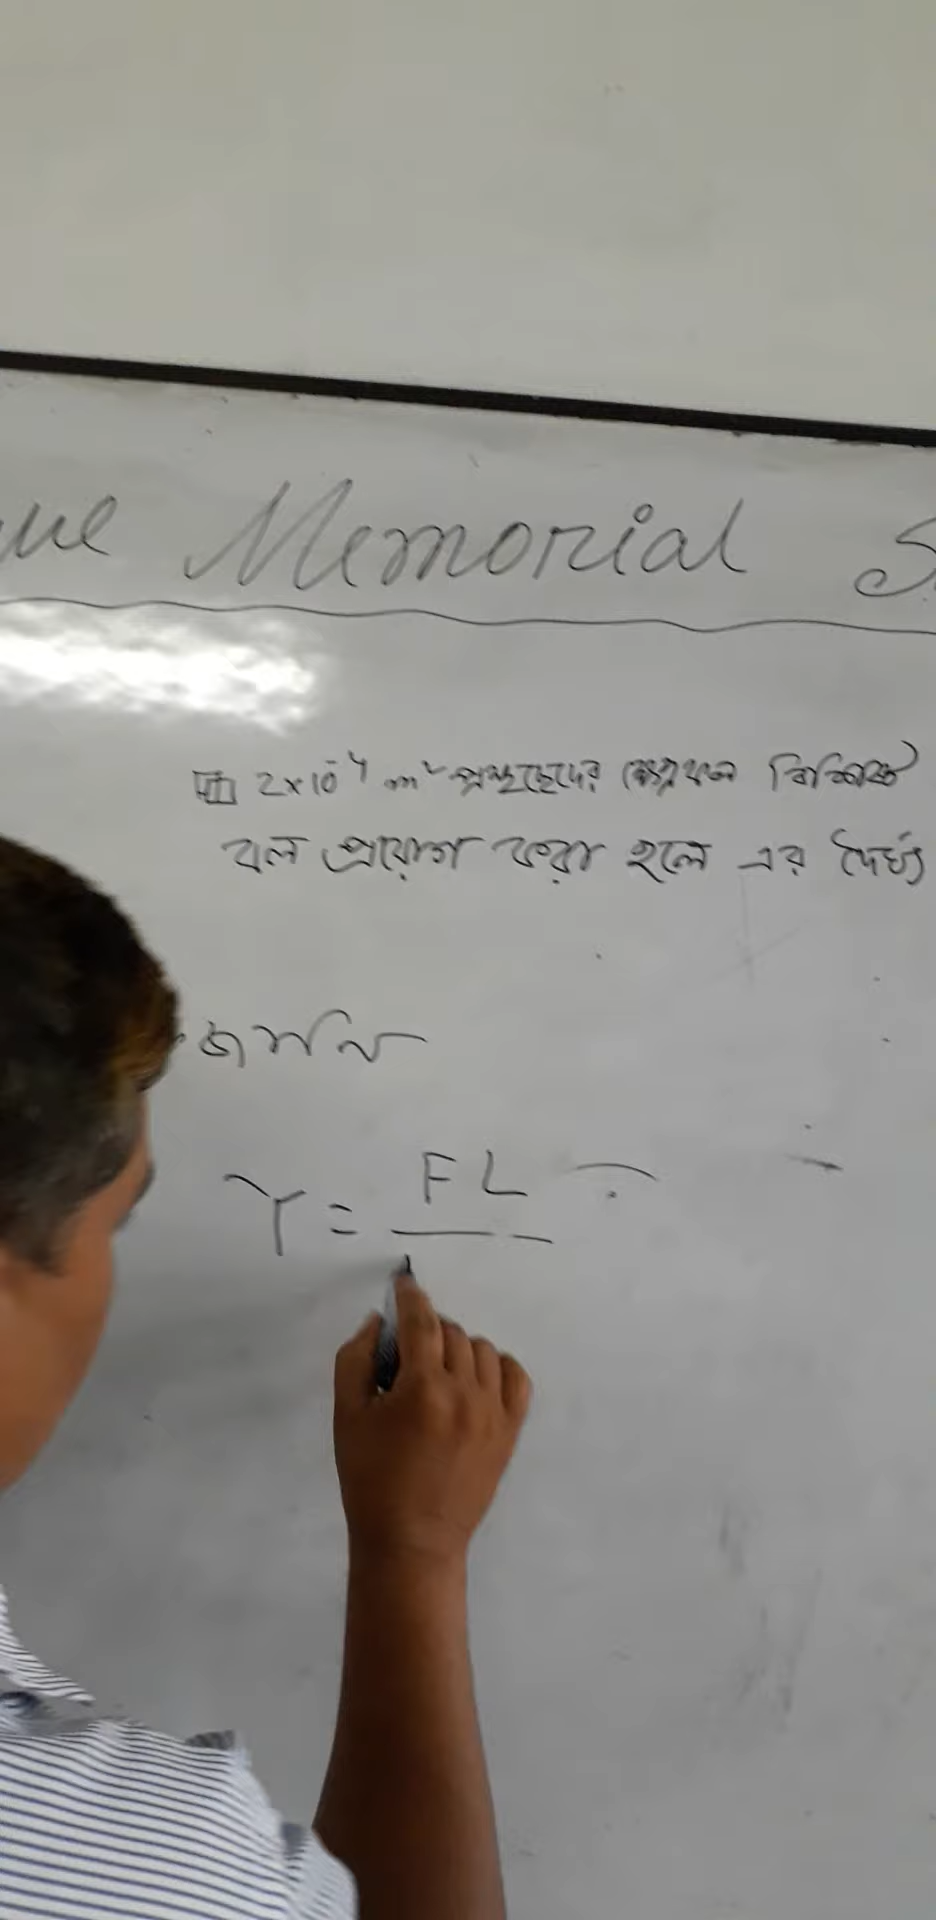 Memorial S
2×10⁻⁴ m² প্রস্থচ্ছেদের ক্ষেত্রফল বিশিষ্ট
বল প্রয়োগ করা হলে এর দৈর্ঘ্য
জানি
Y = FL